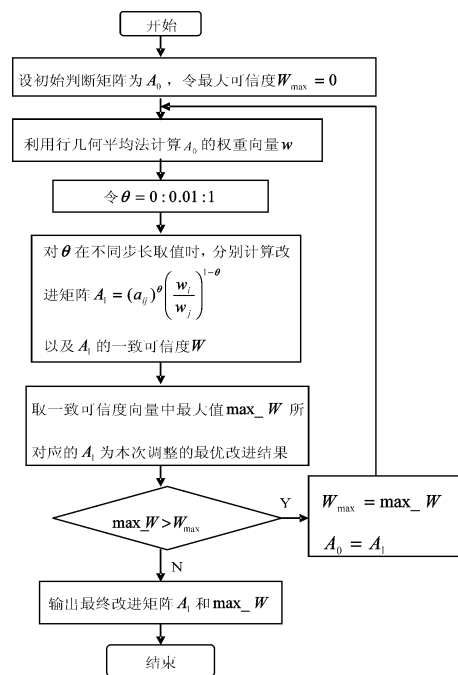 开始
设初始判断矩阵为 A₀ ，令最大可信度 Wₘₐₓ = 0
利用行几何平均法计算 A₀ 的权重向量 w
令 θ = 0 : 0.01 : 1
对 θ 在不同步长取值时，分别计算改
进矩阵 A₁ = (aᵢⱼ)^θ (wᵢ/wⱼ)^(1-θ)
以及 A₁ 的一致可信度 W
取一致可信度向量中最大值 max_ W 所
对应的 A₁ 为本次调整的最优改进结果
max_W > Wₘₐₓ
Y
Wₘₐₓ = max_ W
A₀ = A₁
N
输出最终改进矩阵 A₁ 和 max_ W
结束